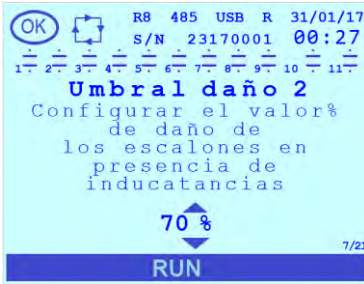 OK R8 485 USB R 31/01/17
S/N 23170001 00:27
1 2 3 4 5 6 7 8 9 10 11
Umbral daño 2
Configurar el valor%
de daño de
los escalones en
presencia de
inducatancias
70 %
7/21
RUN